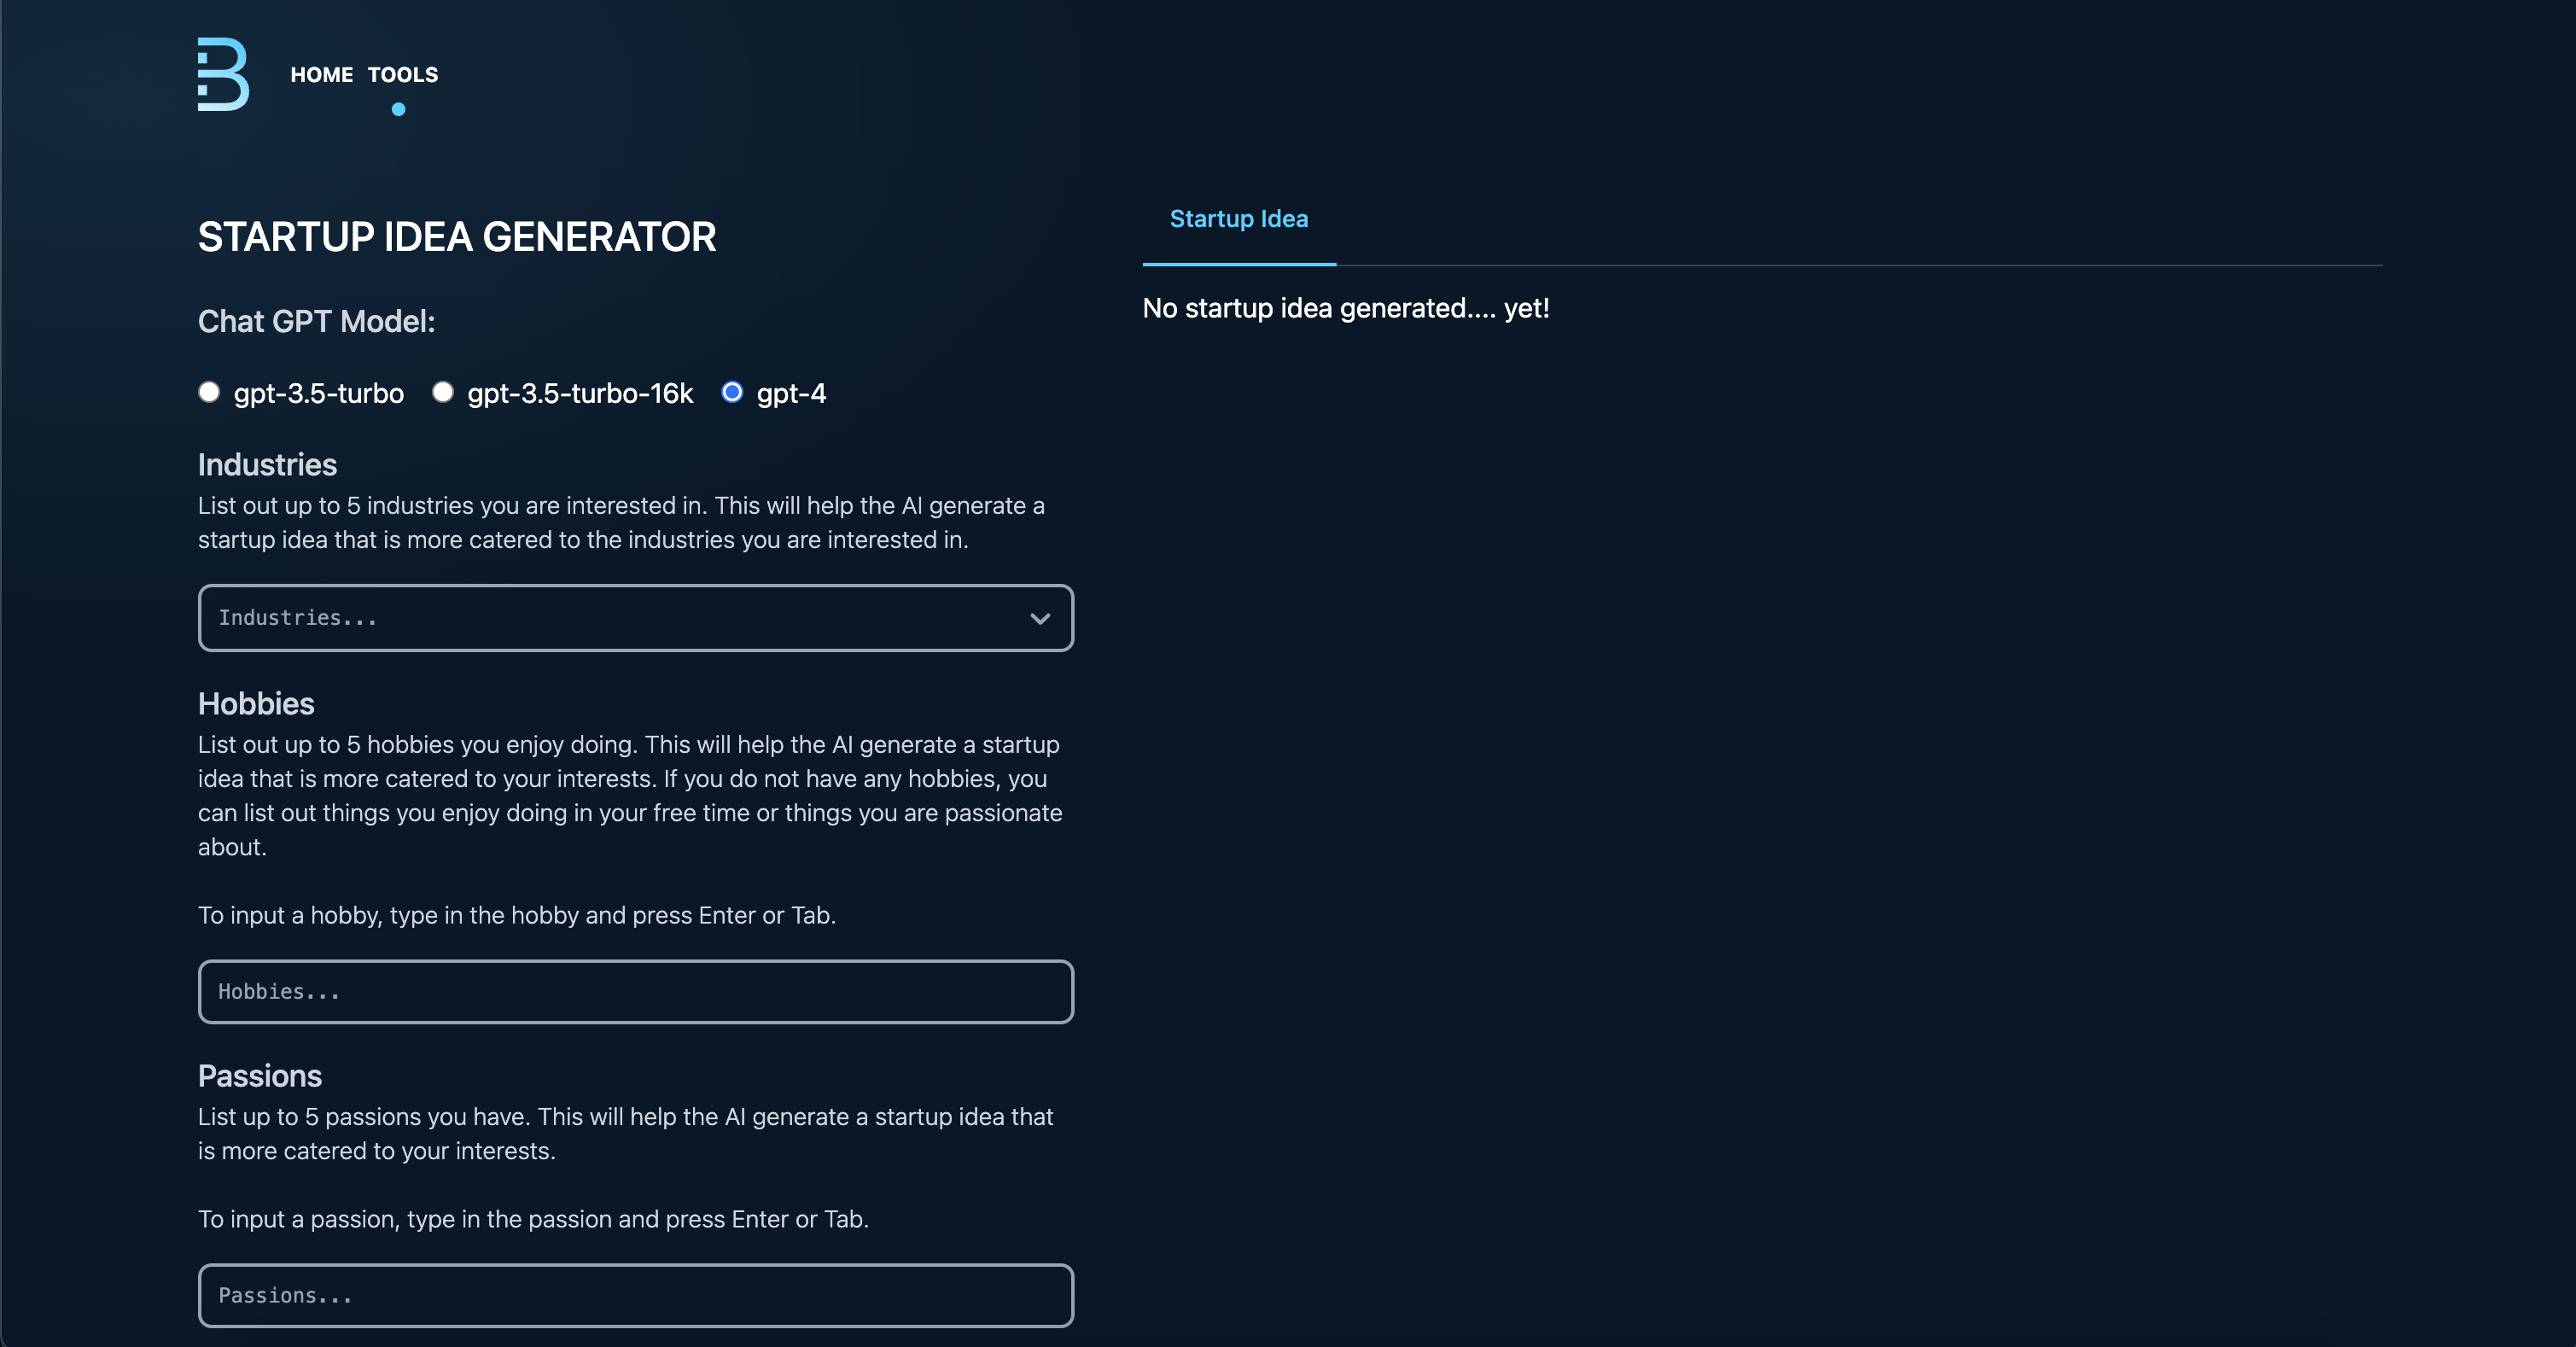 HOME TOOLS
STARTUP IDEA GENERATOR
Chat GPT Model:
gpt-3.5-turbo gpt-3.5-turbo-16k gpt-4
Industries
List out up to 5 industries you are interested in. This will help the AI generate a
startup idea that is more catered to the industries you are interested in.
Industries...
Hobbies
List out up to 5 hobbies you enjoy doing. This will help the AI generate a startup
idea that is more catered to your interests. If you do not have any hobbies, you
can list out things you enjoy doing in your free time or things you are passionate
about.
To input a hobby, type in the hobby and press Enter or Tab.
Hobbies...
Passions
List up to 5 passions you have. This will help the AI generate a startup idea that
is more catered to your interests.
To input a passion, type in the passion and press Enter or Tab.
Passions...
Startup Idea
No startup idea generated.... yet!